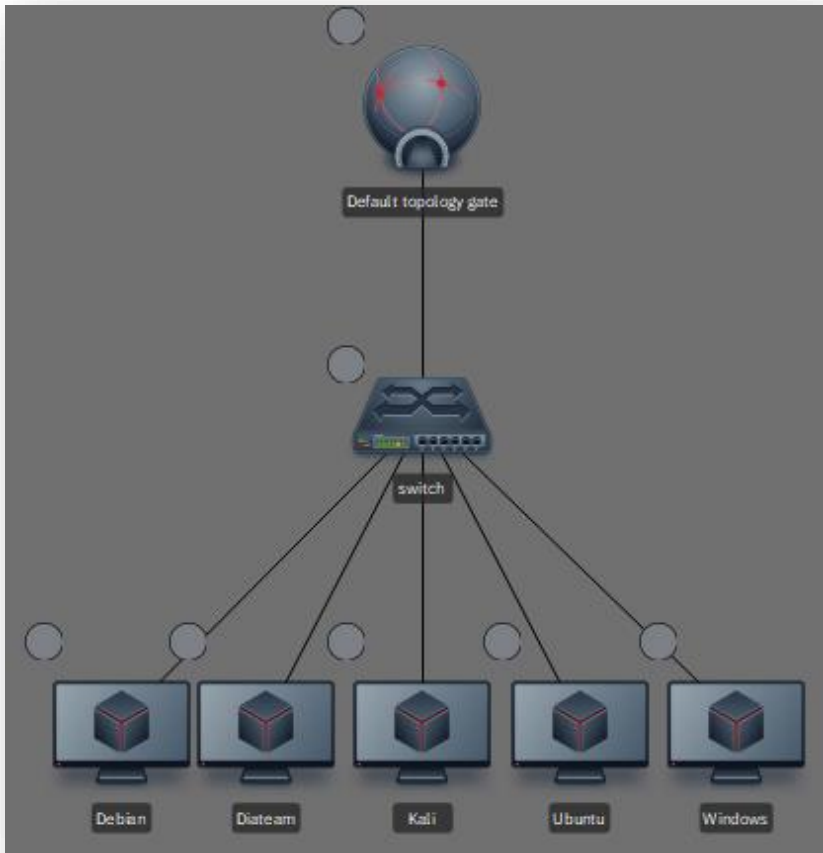 Default topology gate
switch
Debian
Diateam
Kali
Ubuntu
Windows